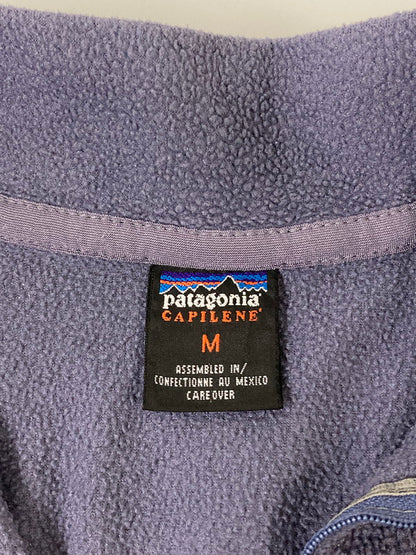 patagonia®
CAPILENE®
M
ASSEMBLED IN/
CONFECTIONNE AU MEXICO
CARE OVER